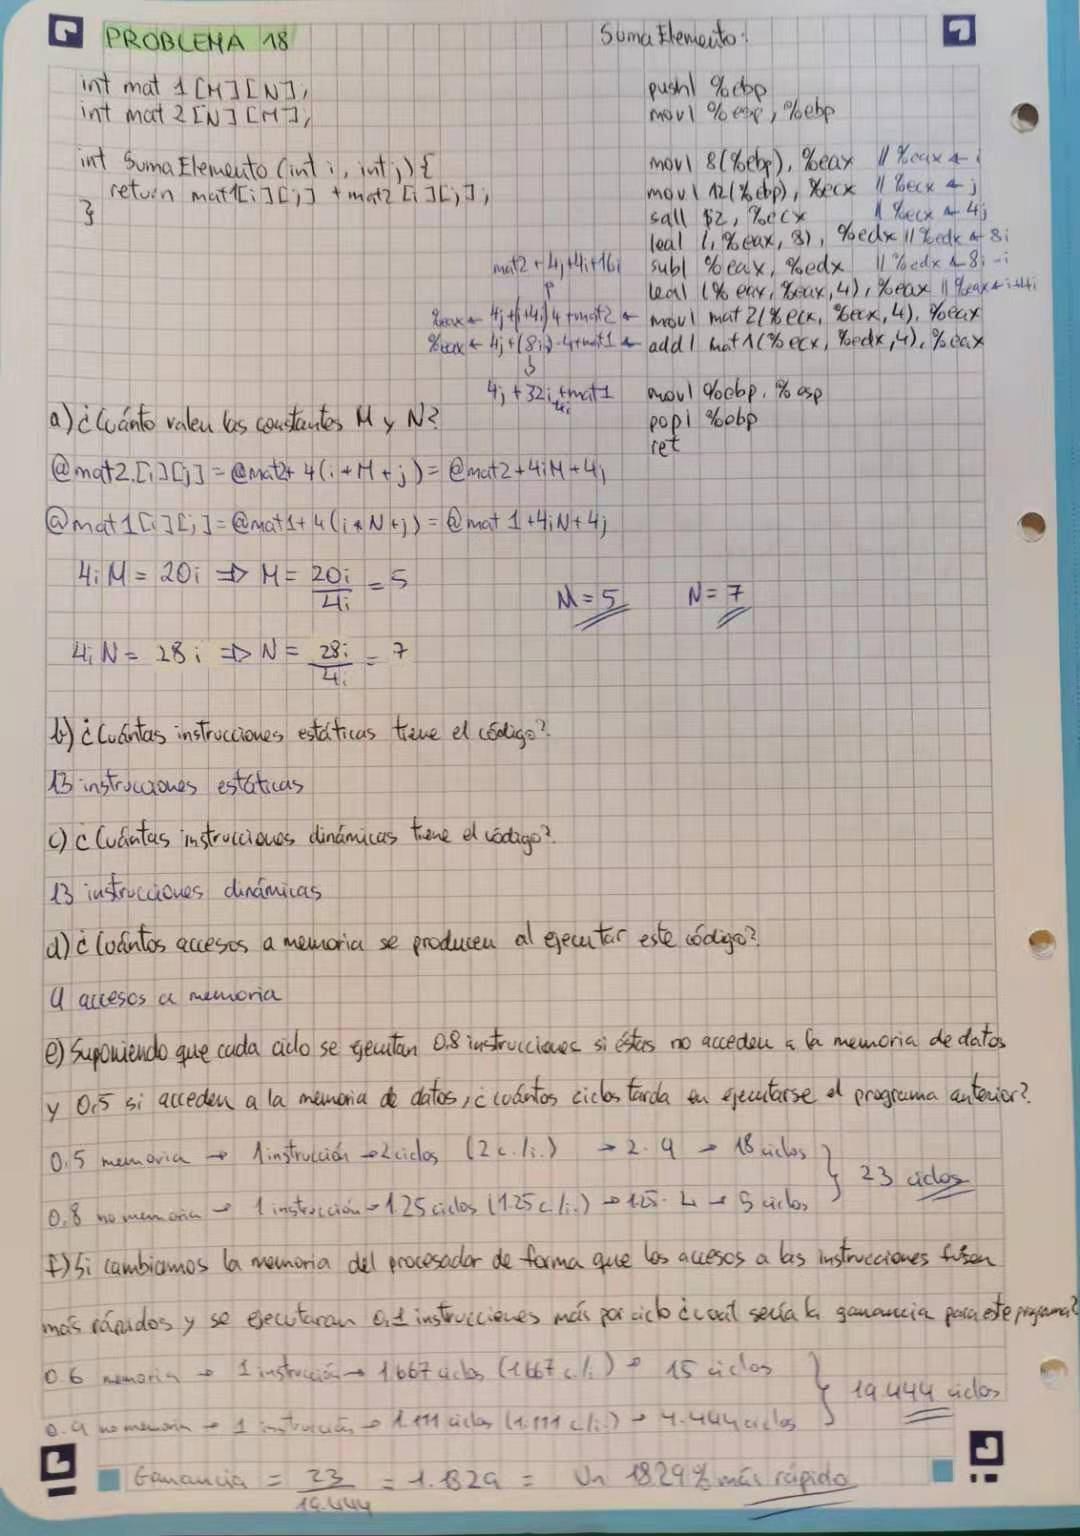 PROBLEMA 18
int mat 1 [M][N];
int mat 2 [N][M];
int SumaElemento (int i, int j) {
return mat1[i][j] + mat2 [i][j];
}
SumaElemento:
pushl %ebp
movl %esp, %ebp
movl 8(%ebp), %eax // %eax ← i
movl 12(%ebp), %ecx // %ecx ← j
sall $2, %ecx // %ecx ← 4j
leal (, %eax, 8), %edx // %edx ← 8i
subl %eax, %edx // %edx ← 8i - i
leal (%eax, %eax, 4), %eax // %eax ← i+4i
mat2 + 4j+4i+16i
%eax ← 4j+(i+4i)4 +mat2 ← movl mat2(%ecx, %eax, 4), %eax
%eax ← 4j+(8i-i)·4+mat1 ← addl mat1(%ecx, %edx, 4), %eax
4j + 32i + mat1
4i
movl %ebp, %esp
popl %ebp
ret
a) ¿Cuánto valen las constantes M y N?
@mat2.[i][j] = @mat2+ 4(i * M + j) = @mat2+4iM+4j
@mat1[i][j] = @mat1+4(i * N+j) = @mat 1+4iN+4j
4iM = 20i ⇒ M = 20i/4i = 5
M = 5 N = 7
4iN = 28i ⇒ N = 28i/4i = 7
b) ¿Cuántas instrucciones estáticas tiene el código?
13 instrucciones estáticas
c) ¿Cuántas instrucciones dinámicas tiene el código?
13 instrucciones dinámicas
d) ¿Cuántos accesos a memoria se producen al ejecutar este código?
9 accesos a memoria
e) Suponiendo que cada ciclo se ejecutan 0.8 instrucciones si éstas no acceden a la memoria de datos
y 0.5 si acceden a la memoria de datos, ¿cuántos ciclos tarda en ejecutarse el programa anterior?
0.5 memoria → 1 instrucción → 2 ciclos (2 c./i.) → 2·9 → 18 ciclos
0.8 no memoria → 1 instrucción → 1.25 ciclos (1.25 c/i.) → 1.25·4 → 5 ciclos
} 23 ciclos
f) Si cambiamos la memoria del procesador de forma que los accesos a las instrucciones fusen
más rápidos y se ejecutaran 0,1 instrucciones más por ciclo ¿cuál sería la ganancia para este programa?
0.6 memoria → 1 instrucción → 1.667 ciclos (1.667 c/i.) → 15 ciclos
0.9 no memoria → 1 instrucción → 1.111 ciclos (1.111 c/i.) → 4.444 ciclos
} 19.444 ciclos
Ganancia = 23/19.444 = 1.1829 = Un 18.29% más rápido